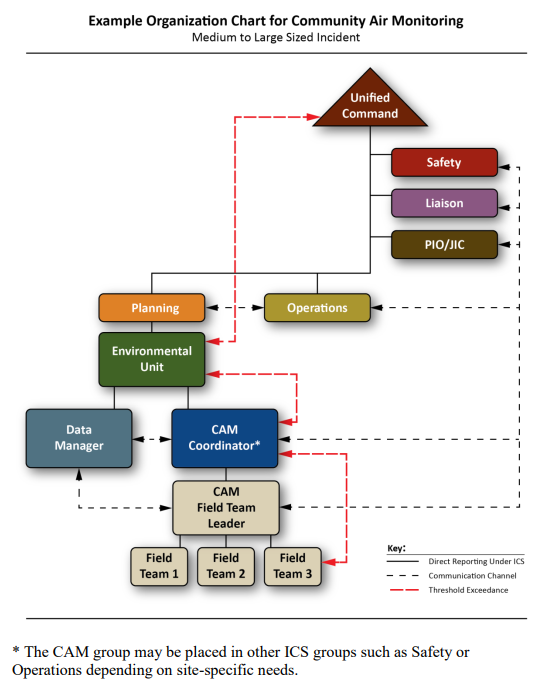 Example Organization Chart for Community Air Monitoring
Medium to Large Sized Incident
Unified
Command
Safety
Liaison
PIO/JIC
Planning
Operations
Environmental
Unit
Data
Manager
CAM
Coordinator*
CAM
Field Team
Leader
Field
Team 1
Field
Team 2
Field
Team 3
Key:
Direct Reporting Under ICS
Communication Channel
Threshold Exceedance
* The CAM group may be placed in other ICS groups such as Safety or
Operations depending on site-specific needs.